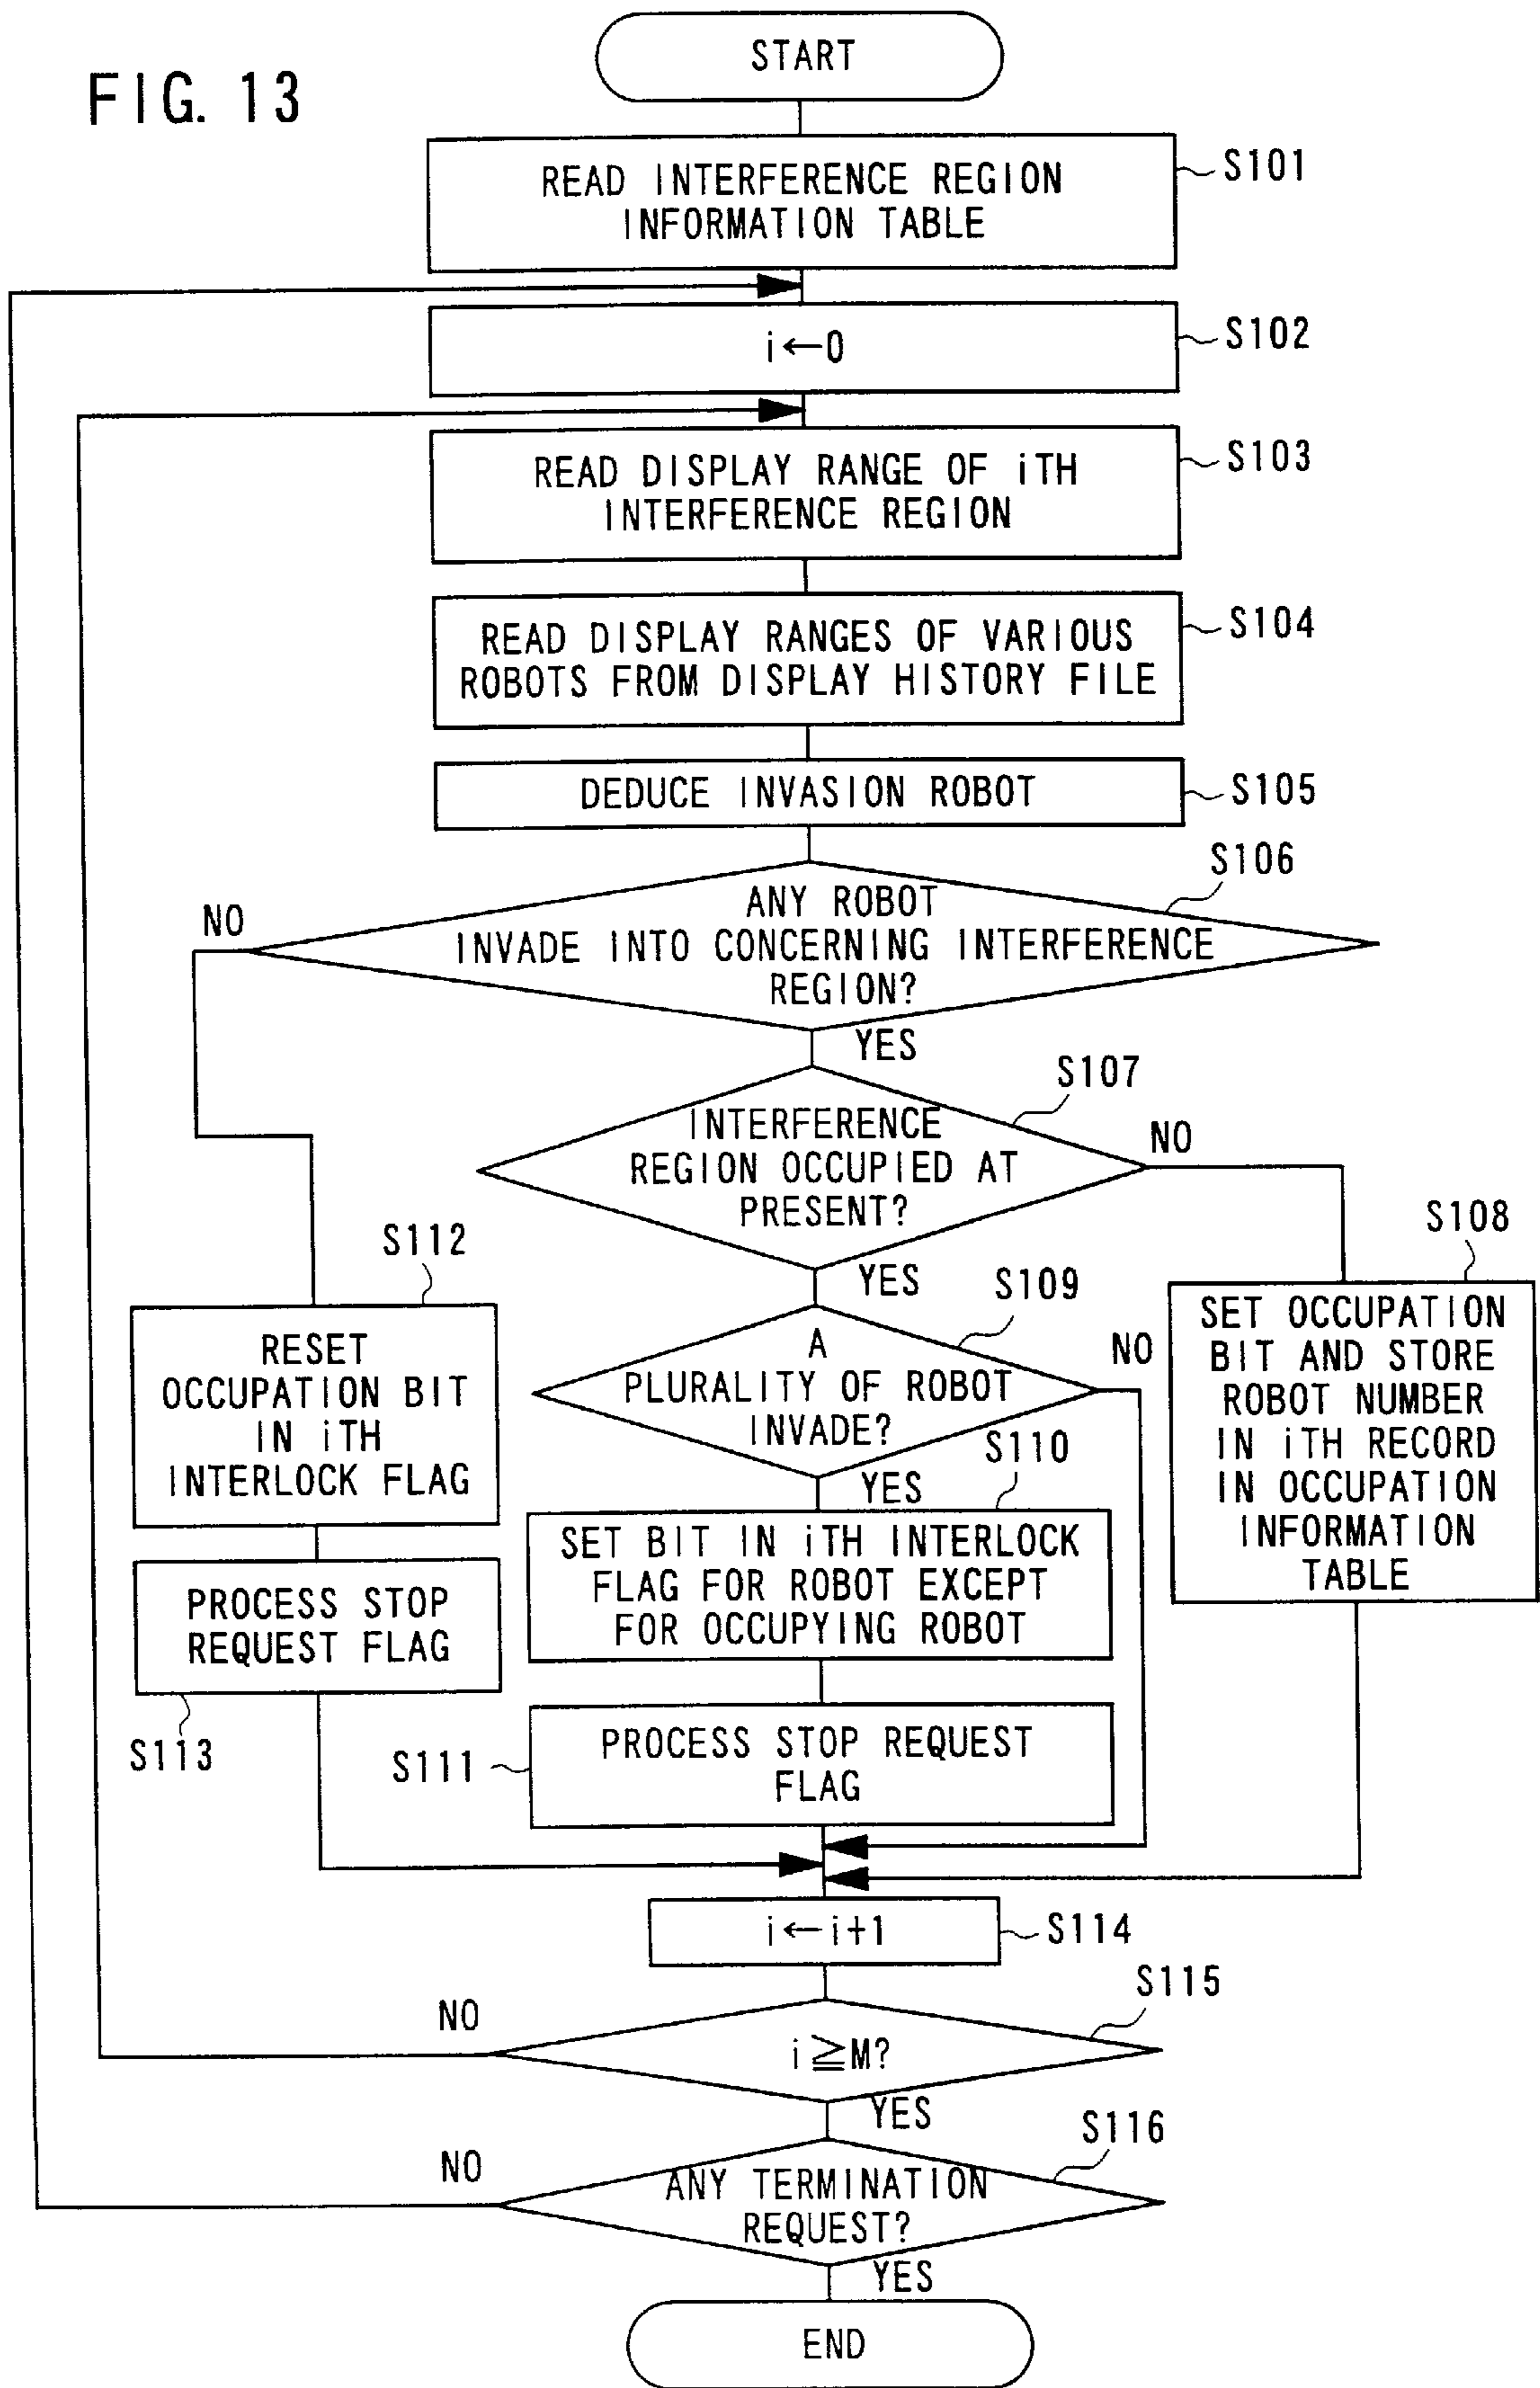 FIG. 13
START
READ INTERFERENCE REGION
INFORMATION TABLE
S101
i←0
S102
READ DISPLAY RANGE OF iTH
INTERFERENCE REGION
S103
READ DISPLAY RANGES OF VARIOUS
ROBOTS FROM DISPLAY HISTORY FILE
S104
DEDUCE INVASION ROBOT
S105
S106
ANY ROBOT
INVADE INTO CONCERNING INTERFERENCE
REGION?
NO
YES
S107
INTERFERENCE
REGION OCCUPIED AT
PRESENT?
NO
YES
S108
SET OCCUPATION
BIT AND STORE
ROBOT NUMBER
IN iTH RECORD
IN OCCUPATION
INFORMATION
TABLE
S112
RESET
OCCUPATION BIT
IN iTH
INTERLOCK FLAG
S109
A
PLURALITY OF ROBOT
INVADE?
NO
YES
S110
SET BIT IN iTH INTERLOCK
FLAG FOR ROBOT EXCEPT
FOR OCCUPYING ROBOT
PROCESS STOP
REQUEST FLAG
S113
S111
PROCESS STOP REQUEST
FLAG
i←i+1
S114
S115
i≧M?
NO
YES
S116
ANY TERMINATION
REQUEST?
NO
YES
END